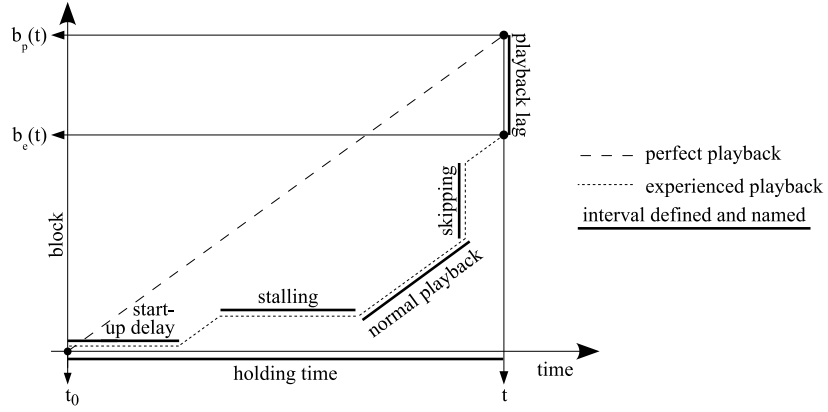 b_p(t)
b_e(t)
playback lag
perfect playback
experienced playback
interval defined and named
block
skipping
start-
up delay
stalling
normal playback
holding time
time
t_0
t